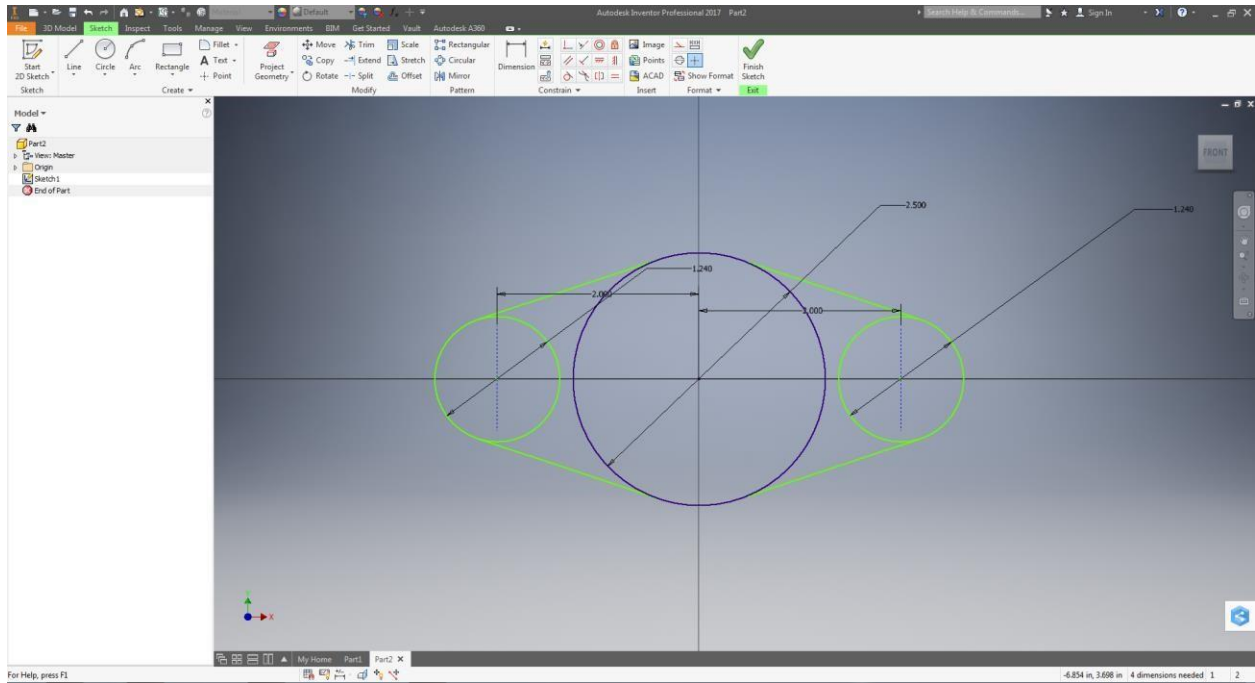 Default
Autodesk Inventor Professional 2017 Part2
Search Help & Commands...
Sign In
File 3D Model Sketch Inspect Tools Manage View Environments BIM Get Started Vault Autodesk A360
Start
2D Sketch
Line
Circle
Arc
Rectangle
Fillet
Text
Point
Project
Geometry
Move
Copy
Rotate
Trim
Extend
Split
Scale
Stretch
Offset
Rectangular
Circular
Mirror
Dimension
Image
Points
ACAD
Show Format
Finish
Sketch
Sketch Create Modify Pattern Constrain Insert Format Exit
Model
Part2
View: Master
Origin
Sketch1
End of Part
FRONT
2.500
1.240
1.240
2.000
2.000
Y
X
My Home Part1 Part2
For Help, press F1
-6.854 in, 3.698 in 4 dimensions needed 1 2